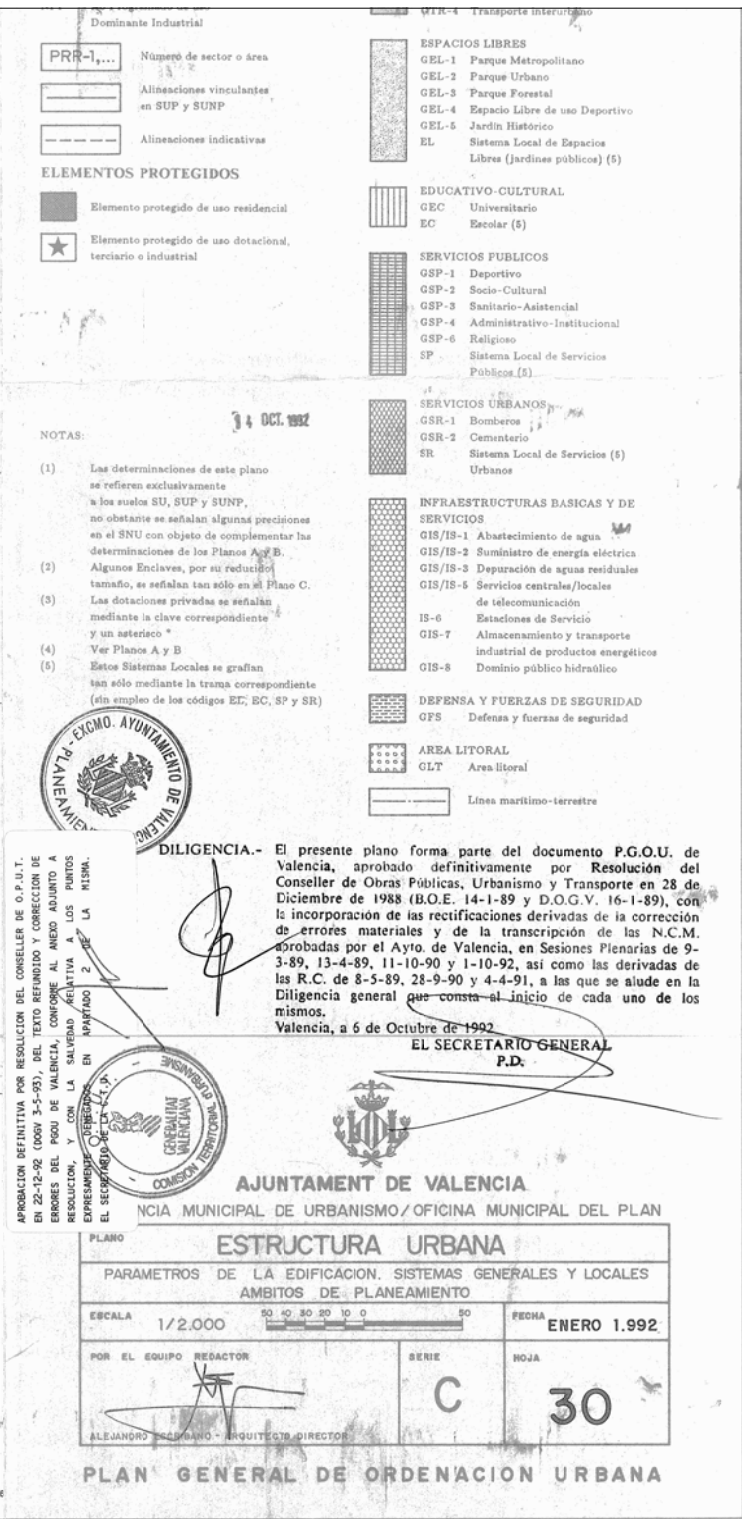 Dominante Industrial
PRR-1,... Número de sector o área
Alineaciones vinculantes
en SUP y SUNP
Alineaciones indicativas
ELEMENTOS PROTEGIDOS
Elemento protegido de uso residencial
Elemento protegido de uso dotacional,
terciario o industrial
14 OCT. 1992
NOTAS:
(1) Las determinaciones de este plano
se refieren exclusivamente
a los suelos SU, SUP y SUNP,
no obstante se señalan algunas precisiones
en el SNU con objeto de complementar las
determinaciones de los Planos A y B.
(2) Algunos Enclaves, por su reducido
tamaño, se señalan tan sólo en el Plano C.
(3) Las dotaciones privadas se señalan
mediante la clave correspondiente
y un asterisco *
(4) Ver Planos A y B
(5) Estos Sistemas Locales se grafian
tan sólo mediante la trama correspondiente
(sin empleo de los códigos EL, EC, SP y SR)
GTR-4 Transporte interurbano
ESPACIOS LIBRES
GEL-1 Parque Metropolitano
GEL-2 Parque Urbano
GEL-3 Parque Forestal
GEL-4 Espacio Libre de uso Deportivo
GEL-5 Jardín Histórico
EL Sistema Local de Espacios
Libres (jardines públicos) (5)
EDUCATIVO-CULTURAL
GEC Universitario
EC Escolar (5)
SERVICIOS PUBLICOS
GSP-1 Deportivo
GSP-2 Socio-Cultural
GSP-3 Sanitario-Asistencial
GSP-4 Administrativo-Institucional
GSP-6 Religioso
SP Sistema Local de Servicios
Públicos (5)
SERVICIOS URBANOS
GSR-1 Bomberos
GSR-2 Cementerio
SR Sistema Local de Servicios (5)
Urbanos
INFRAESTRUCTURAS BASICAS Y DE
SERVICIOS
GIS/IS-1 Abastecimiento de agua
GIS/IS-2 Suministro de energía eléctrica
GIS/IS-3 Depuración de aguas residuales
GIS/IS-5 Servicios centrales/locales
de telecomunicación
IS-6 Estaciones de Servicio
GIS-7 Almacenamiento y transporte
industrial de productos energéticos
GIS-8 Dominio público hidraúlico
DEFENSA Y FUERZAS DE SEGURIDAD
GFS Defensa y fuerzas de seguridad
AREA LITORAL
GLT Area litoral
Línea marítimo-terrestre
EXCMO. AYUNTAMIENTO DE VALENCIA
DILIGENCIA.- El presente plano forma parte del documento P.G.O.U. de
Valencia, aprobado definitivamente por Resolución del
Conseller de Obras Públicas, Urbanismo y Transporte en 28 de
Diciembre de 1988 (B.O.E. 14-1-89 y D.O.G.V. 16-1-89), con
la incorporación de las rectificaciones derivadas de la corrección
de errores materiales y de la transcripción de las N.C.M.
aprobadas por el Ayto. de Valencia, en Sesiones Plenarias de 9-
3-89, 13-4-89, 11-10-90 y 1-10-92, así como las derivadas de
las R.C. de 8-5-89, 28-9-90 y 4-4-91, a las que se alude en la
Diligencia general que consta al inicio de cada uno de los
mismos.
Valencia, a 6 de Octubre de 1992
EL SECRETARIO GENERAL
P.D.
APROBACION DEFINITIVA POR RESOLUCION DEL CONSELLER DE O.P.U.T.
EN 22-12-92 (DOGV 3-5-93), DEL TEXTO REFUNDIDO Y CORRECCION DE
ERRORES DEL PGOU DE VALENCIA, CONFORME AL ANEXO ADJUNTO A
RESOLUCION, Y CON LA SALVEDAD RELATIVA A LOS PUNTOS
EXPRESAMENTE DENEGADOS EN APARTADO 2 DE LA MISMA.
EL SECRETARIO DE LA C.T.U.
GENERALITAT
VALENCIANA
COMISION TERRITORIAL D'URBANISME
AJUNTAMENT DE VALENCIA
NCIA MUNICIPAL DE URBANISMO/OFICINA MUNICIPAL DEL PLAN
PLANO
ESTRUCTURA URBANA
PARAMETROS DE LA EDIFICACION. SISTEMAS GENERALES Y LOCALES
AMBITOS DE PLANEAMIENTO
ESCALA 1/2.000 50 40 30 20 10 0 50
FECHA ENERO 1.992
POR EL EQUIPO REDACTOR
ALEJANDRO ESCRIBANO.- ARQUITECTO DIRECTOR
SERIE
C
HOJA
30
PLAN GENERAL DE ORDENACION URBANA